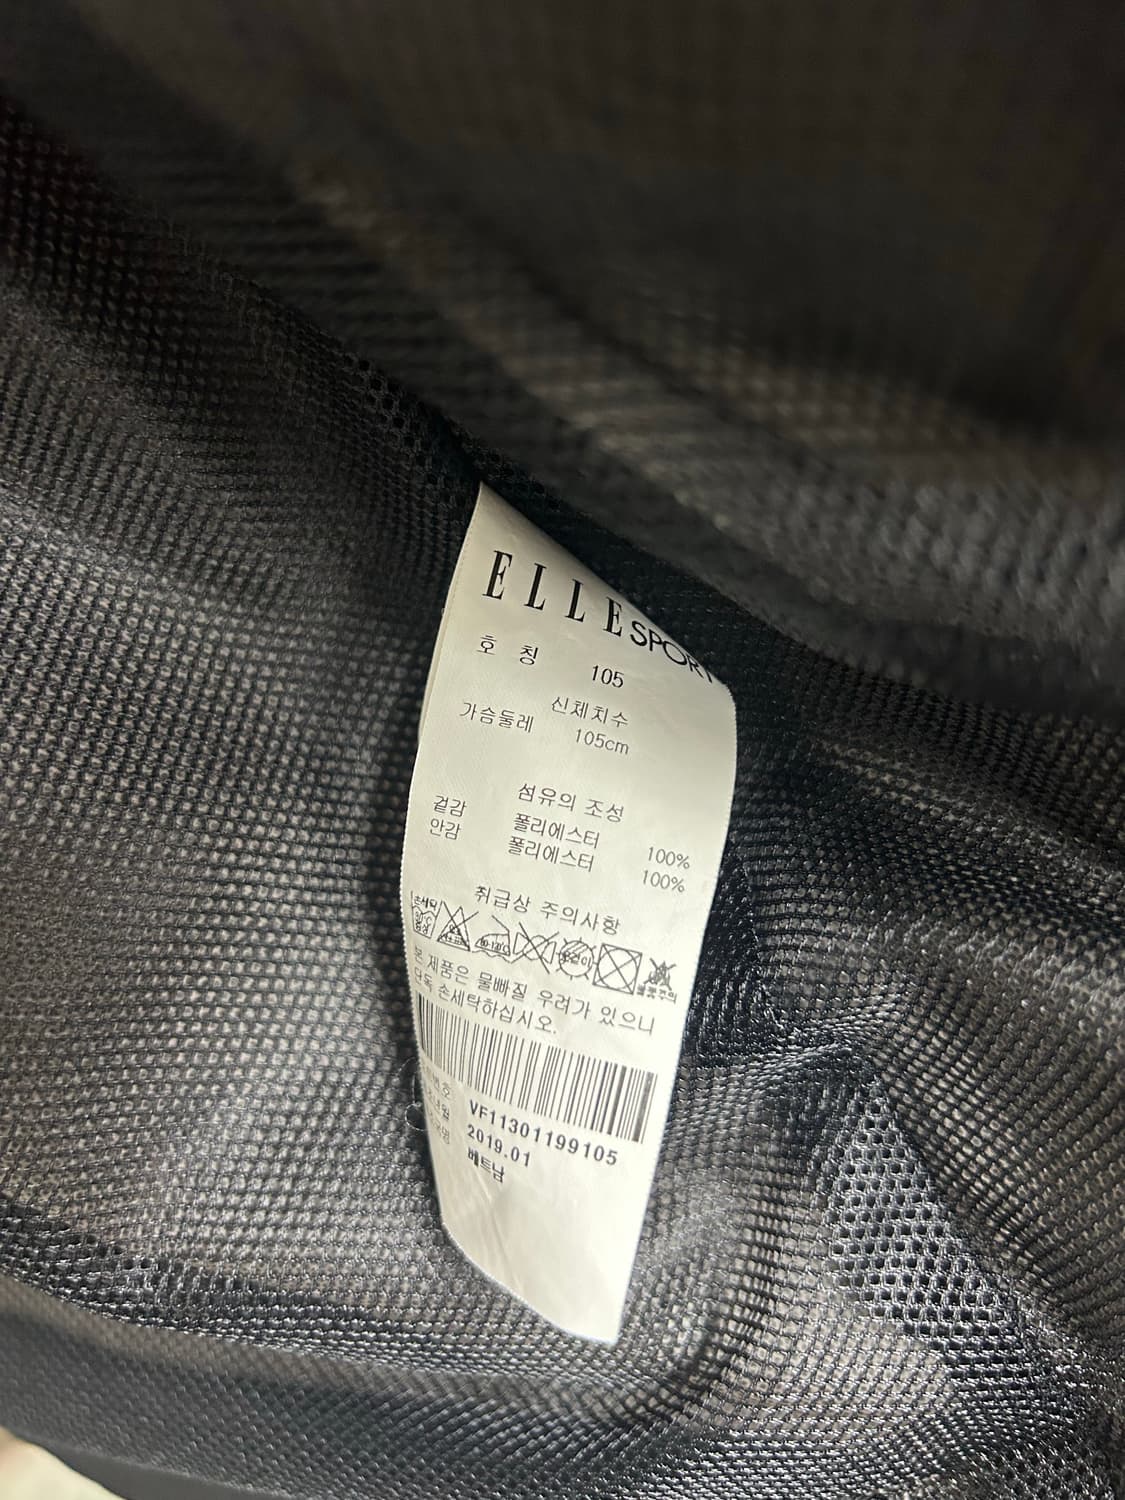 ELLE SPORT
호 칭 105
신체치수
가슴둘레 105cm
섬유의 조성
겉감 폴리에스터 100%
안감 폴리에스터 100%
취급상 주의사항
본 제품은 물빠질 우려가 있으니
단독 손세탁하십시오.
VF11301199105
2019.01
베트남